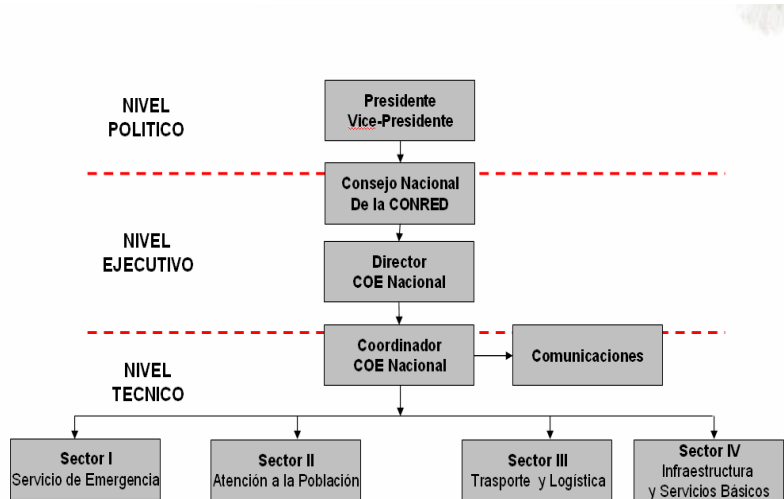 NIVEL
POLITICO
Presidente
Vice-Presidente
Consejo Nacional
De la CONRED
NIVEL
EJECUTIVO
Director
COE Nacional
Coordinador
COE Nacional
Comunicaciones
NIVEL
TECNICO
Sector I
Servicio de Emergencia
Sector II
Atención a la Población
Sector III
Trasporte y Logística
Sector IV
Infraestructura
y Servicios Básicos